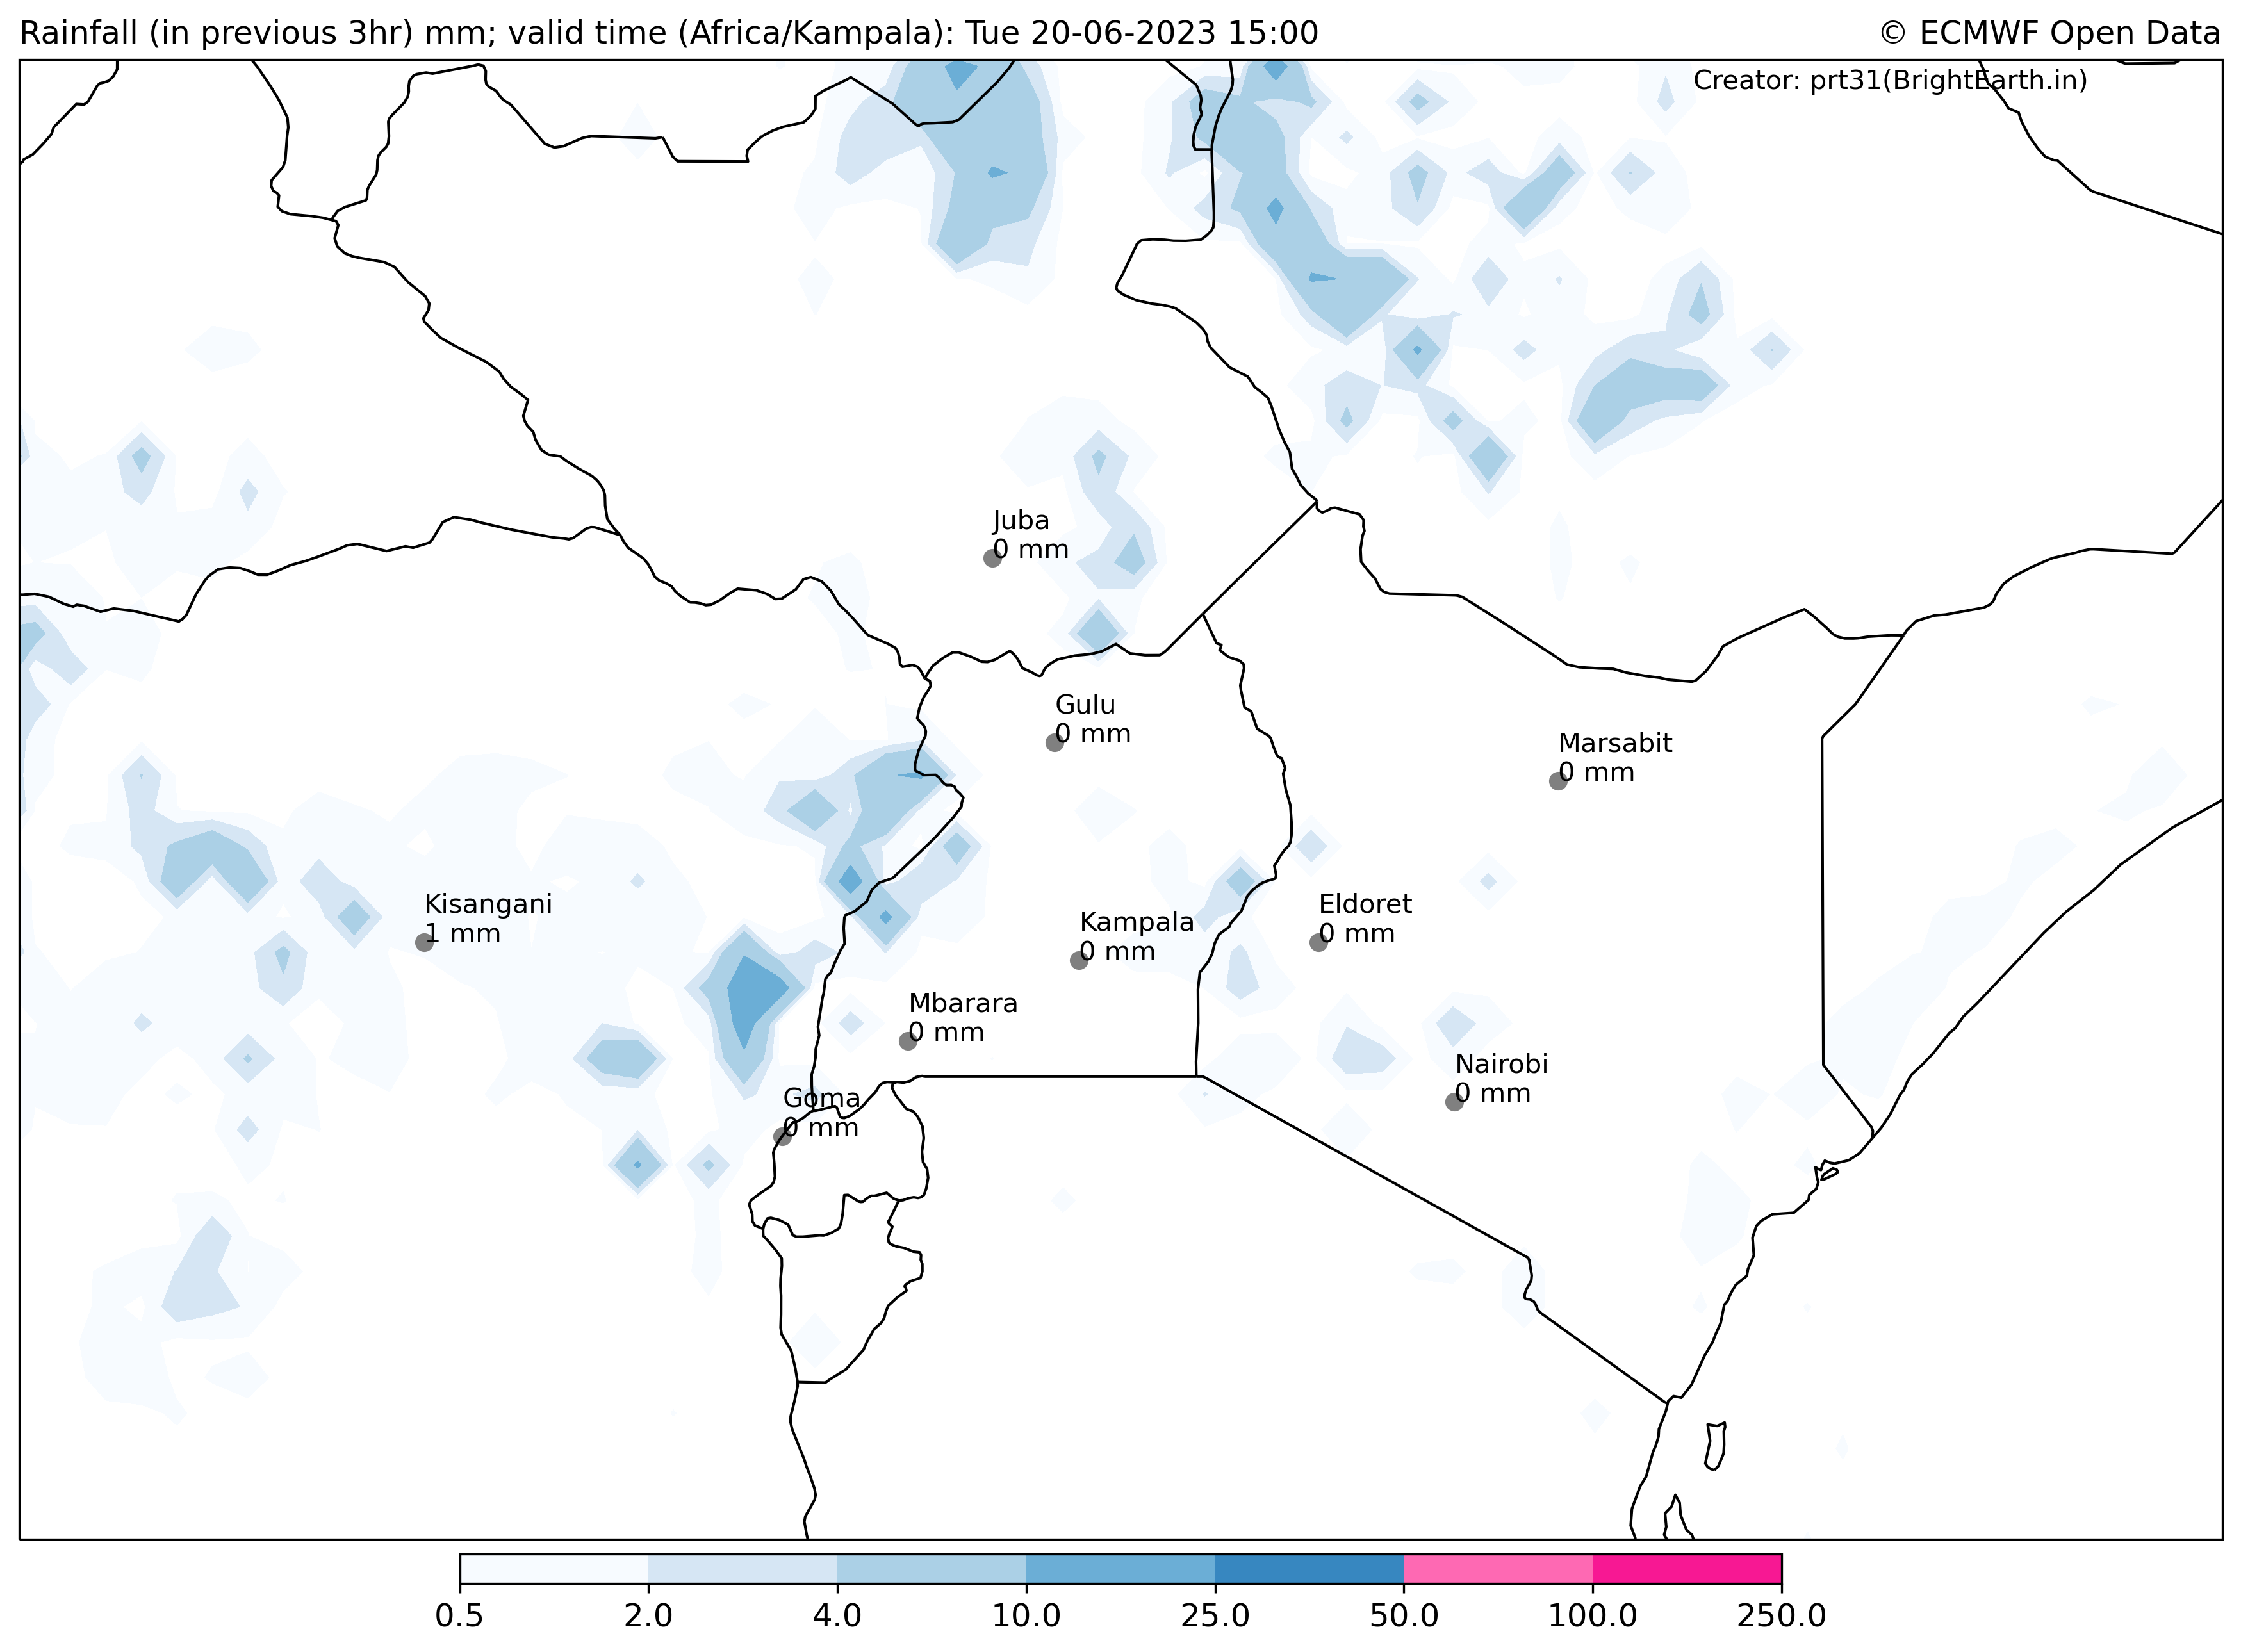 Rainfall (in previous 3hr) mm; valid time (Africa/Kampala): Tue 20-06-2023 15:00
© ECMWF Open Data
Creator: prt31(BrightEarth.in)
Juba
0 mm
Gulu
0 mm
Marsabit
0 mm
Kisangani
1 mm
Kampala
0 mm
Eldoret
0 mm
Mbarara
0 mm
Nairobi
0 mm
Goma
0 mm
0.5 2.0 4.0 10.0 25.0 50.0 100.0 250.0